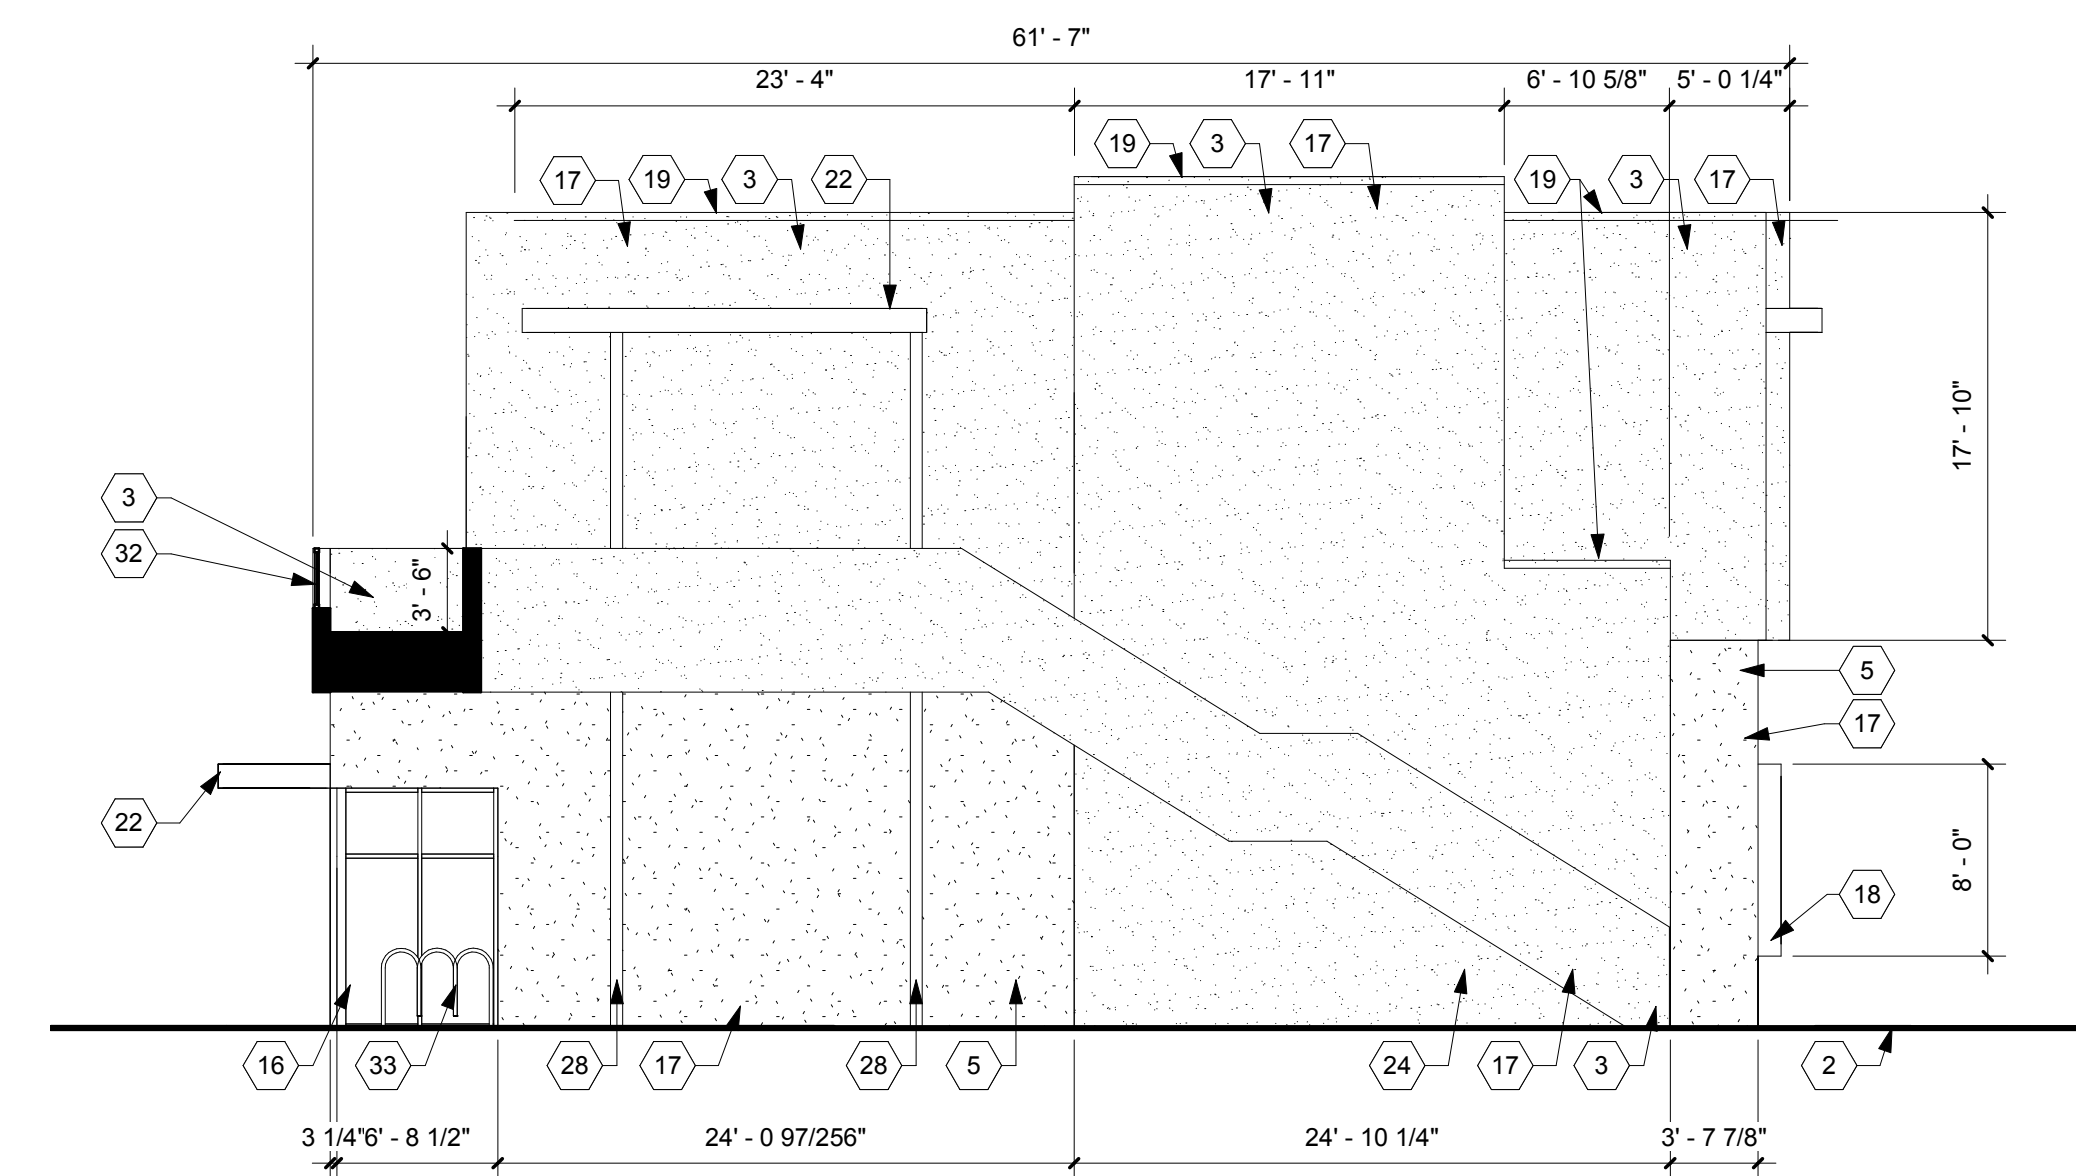 61' - 7"
23' - 4"
17' - 11"
6' - 10 5/8"
5' - 0 1/4"
19
3
17
17
19
3
22
19
3
17
17' - 10"
3
32
3' - 6"
5
17
22
8' - 0"
18
16
33
28
17
28
5
24
17
3
2
3 1/4"
6' - 8 1/2"
24' - 0 97/256"
24' - 10 1/4"
3' - 7 7/8"